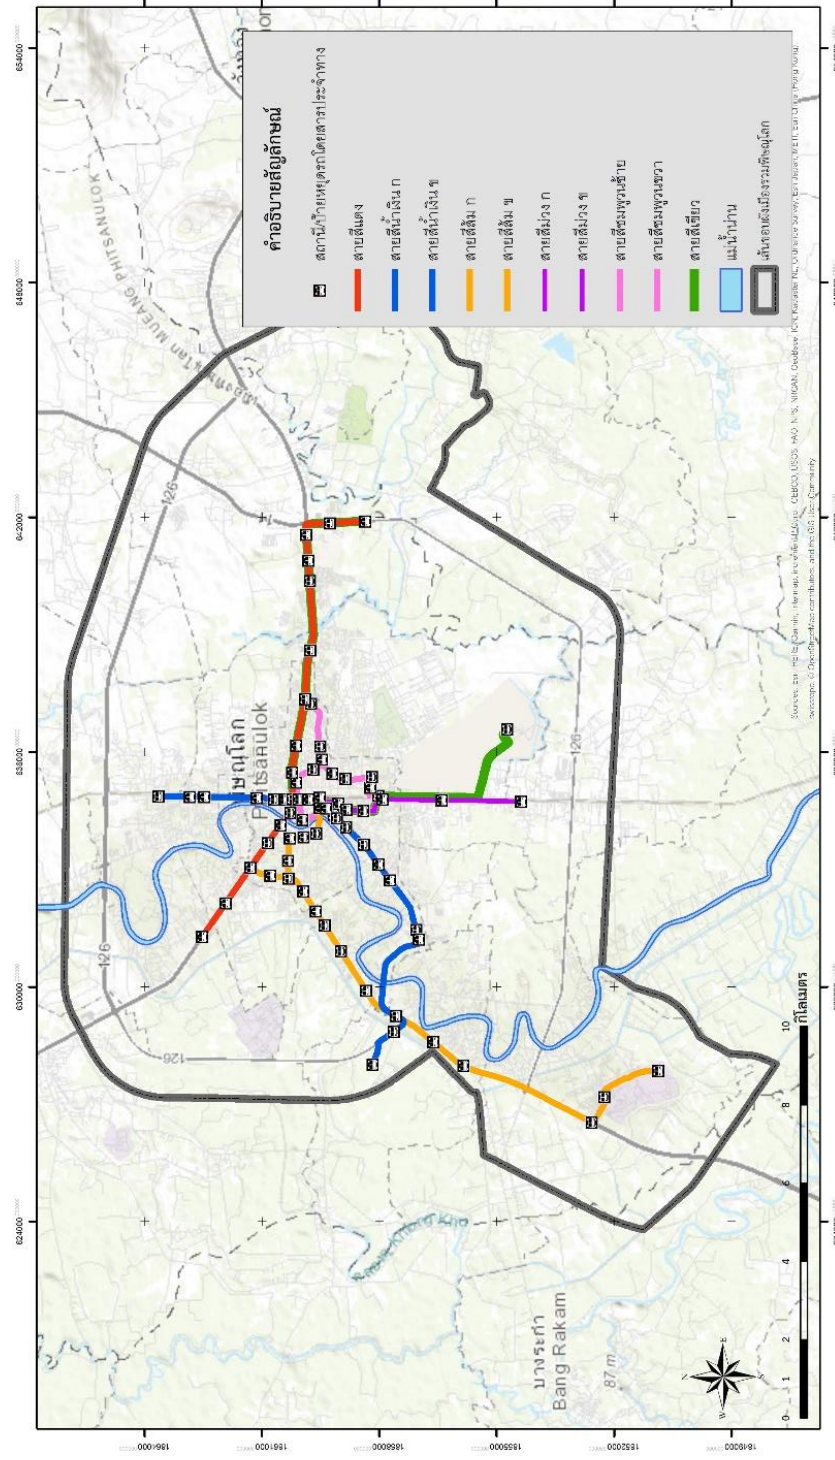 654000
648000
642000
636000
630000
624000
1864000
1861000
1858000
1855000
1852000
1849000
MUEANG PHITSANULOK
126
126
126
126
Phitsanulok
บางระกำ
Bang Rakam
87 m
คำอธิบายสัญลักษณ์
สถานี/ป้ายหยุดรถโดยสารประจำทาง
สายสีแดง
สายสีน้ำเงิน ก
สายสีน้ำเงิน ข
สายสีส้ม ก
สายสีส้ม ข
สายสีม่วง ก
สายสีม่วง ข
สายสีชมพูวนซ้าย
สายสีชมพูวนขวา
สายสีเขียว
แม่น้ำน่าน
เส้นขอบผังเมืองรวมพิษณุโลก
0 1 2 4 6 8 10
กิโลเมตร
N
E
S
W